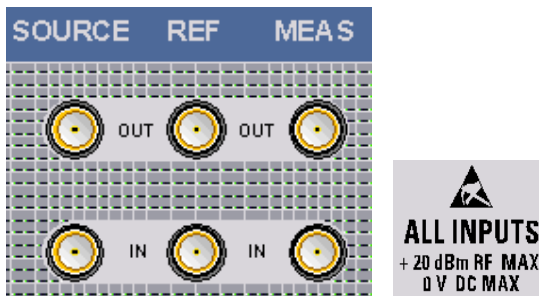 SOURCE REF MEAS
OUT OUT
IN IN
ALL INPUTS
+ 20 dBm RF MAX
0 V DC MAX